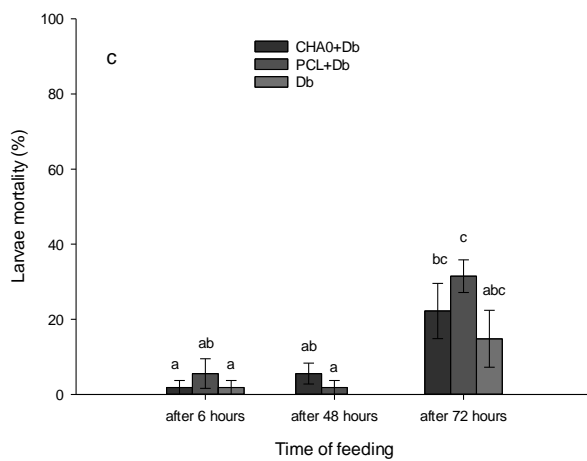 100
80
60
40
20
0
Larvae mortality (%)
c
CHA0+Db
PCL+Db
Db
a
ab
a
ab
a
bc
c
abc
after 6 hours
after 48 hours
after 72 hours
Time of feeding